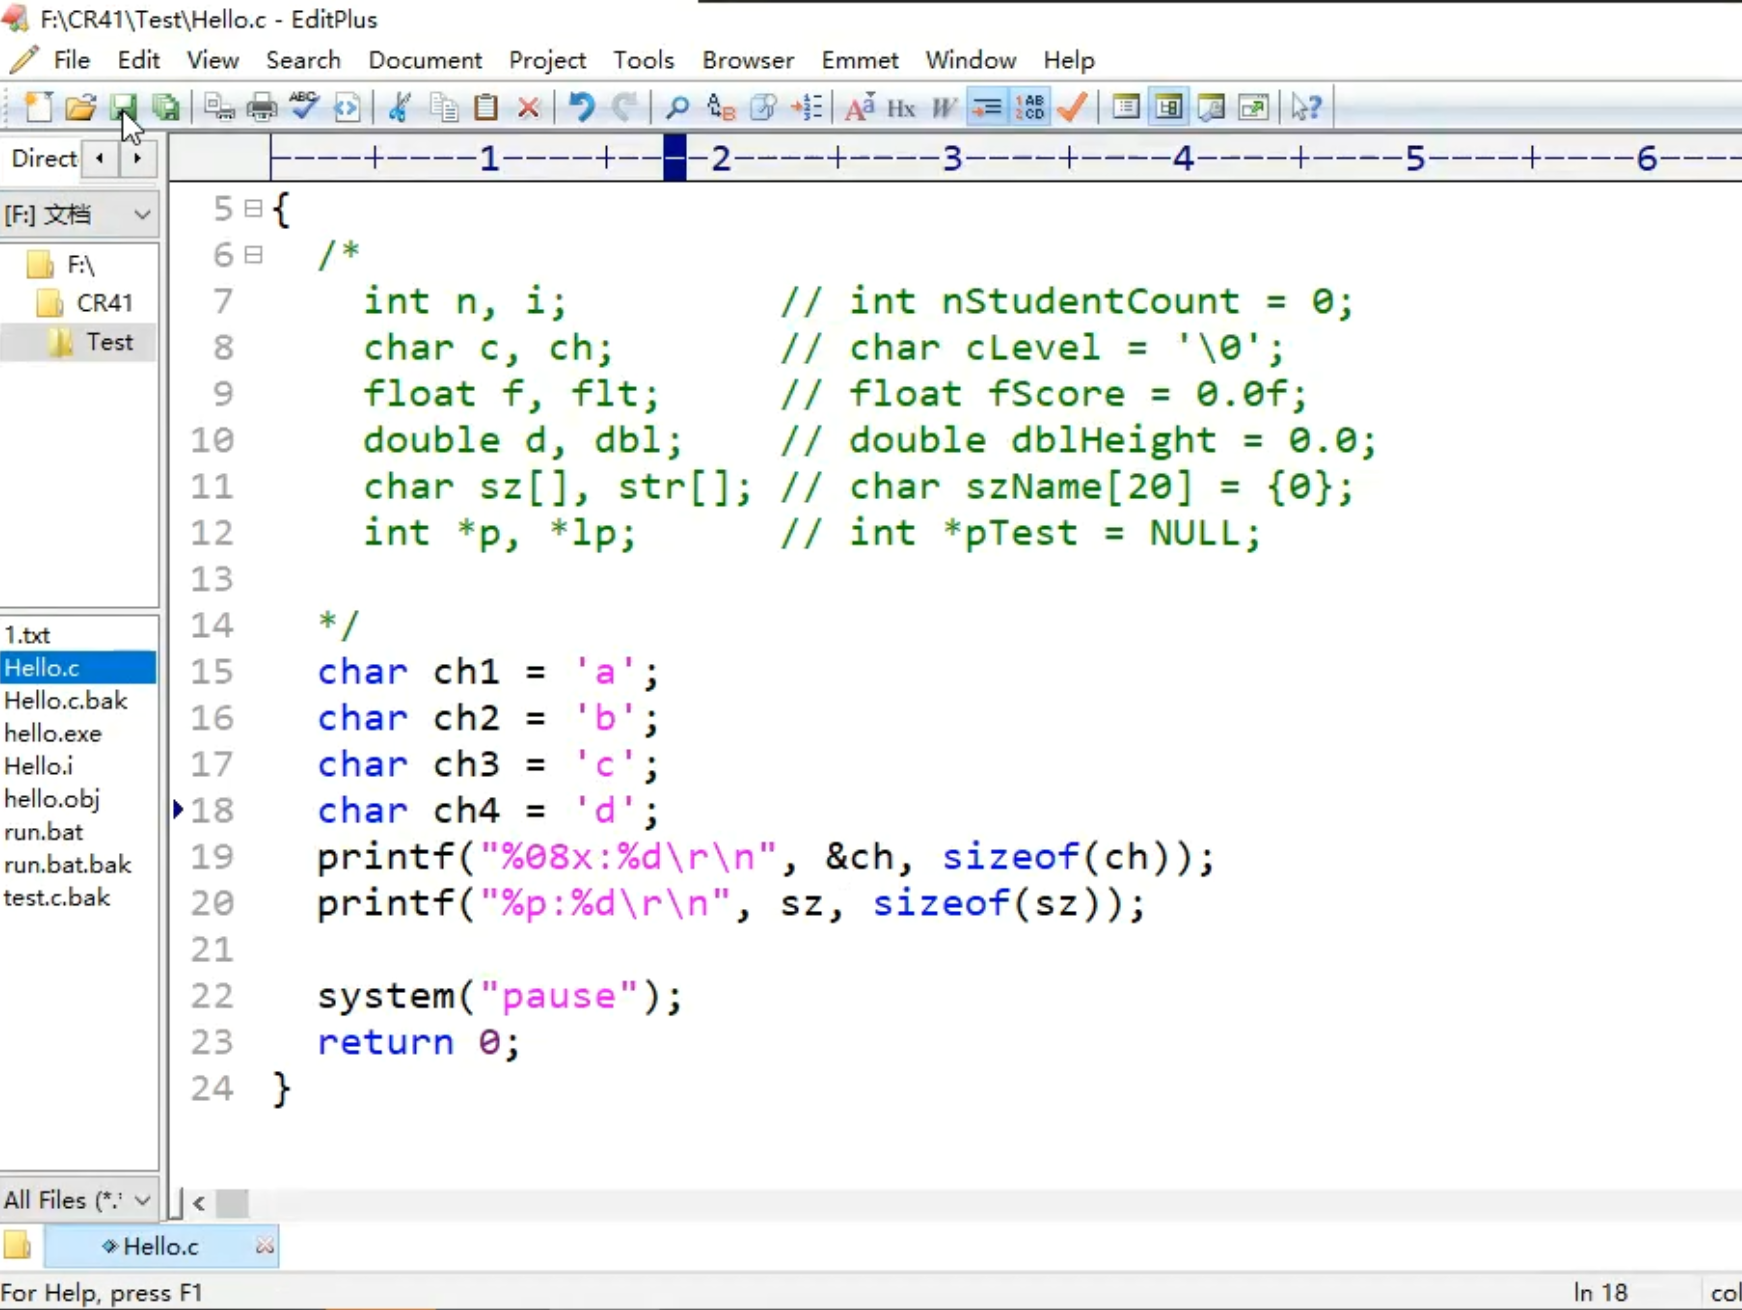 F:\CR41\Test\Hello.c - EditPlus
File Edit View Search Document Project Tools Browser Emmet Window Help
Direct
----+----1----+----2----+----3----+----4----+----5----+----6----
[F:] 文档
F:\
CR41
Test
1.txt
Hello.c
Hello.c.bak
hello.exe
Hello.i
hello.obj
run.bat
run.bat.bak
test.c.bak
All Files (*.*
5 {
6 /*
7 int n, i; // int nStudentCount = 0;
8 char c, ch; // char cLevel = '\0';
9 float f, flt; // float fScore = 0.0f;
10 double d, dbl; // double dblHeight = 0.0;
11 char sz[], str[]; // char szName[20] = {0};
12 int *p, *lp; // int *pTest = NULL;
13
14 */
15 char ch1 = 'a';
16 char ch2 = 'b';
17 char ch3 = 'c';
18 char ch4 = 'd';
19 printf("%08x:%d\r\n", &ch, sizeof(ch));
20 printf("%p:%d\r\n", sz, sizeof(sz));
21
22 system("pause");
23 return 0;
24 }
Hello.c
For Help, press F1
ln 18
col